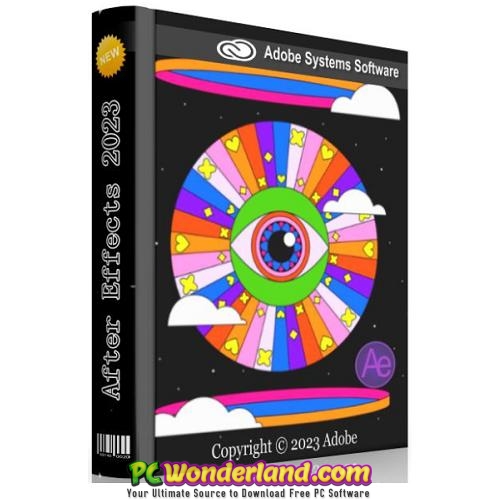 Adobe Systems Software
NEW
After Effects 2023
Ae
Copyright © 2023 Adobe
PCWonderland.com
Your Ultimate Source to Download Free PC Software